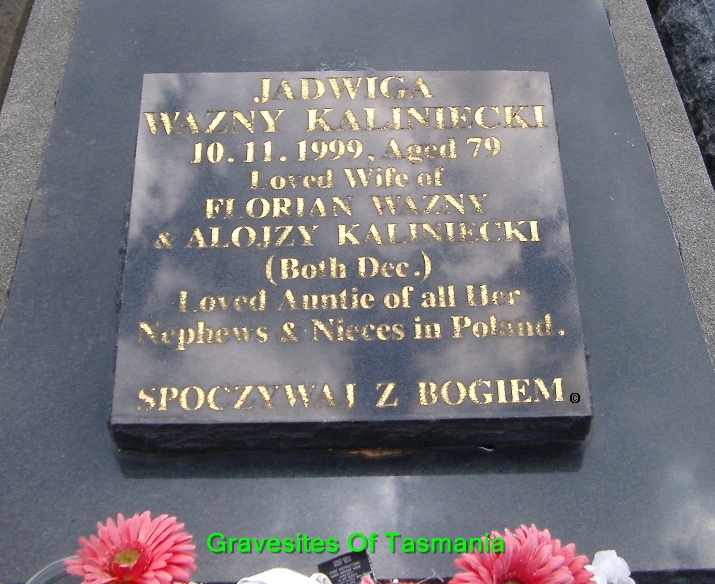 JADWIGA
WAZNY KALINIECKI
10. 11. 1999, Aged 79
Loved Wife of
FLORIAN WAZNY
& ALOJZY KALINIECKI
(Both Dec.)
Loved Auntie of all Her
Nephews & Nieces in Poland.
SPOCZYWAJ Z BOGIEM ©
Gravesites Of Tasmania